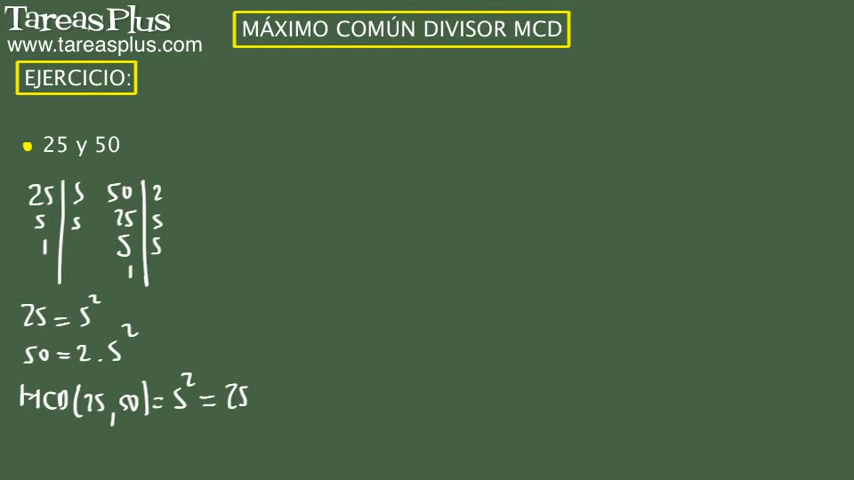 TareasPlus
www.tareasplus.com
MÁXIMO COMÚN DIVISOR MCD
EJERCICIO:
• 25 y 50
25 | 5 50 | 2
5 | 5 25 | 5
1 | 5 | 5
| 1 |
25 = 5²
50 = 2 . 5²
MCD(25,50) = 5² = 25